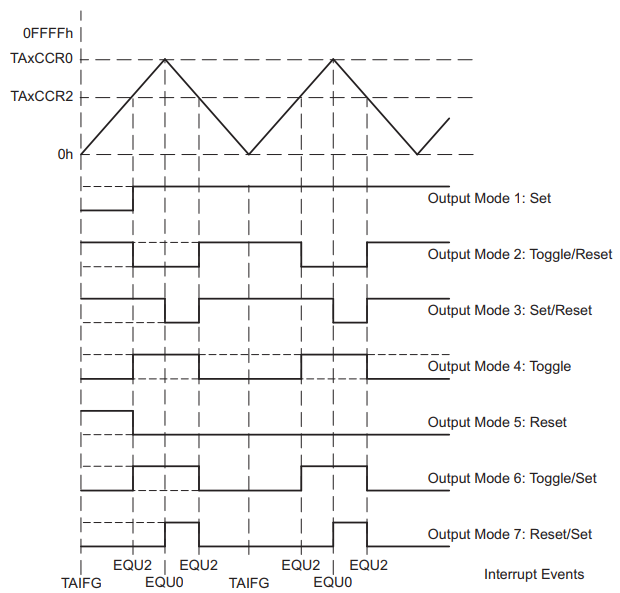 0FFFFh
TAxCCR0
TAxCCR2
0h
Output Mode 1: Set
Output Mode 2: Toggle/Reset
Output Mode 3: Set/Reset
Output Mode 4: Toggle
Output Mode 5: Reset
Output Mode 6: Toggle/Set
Output Mode 7: Reset/Set
EQU2 EQU2 EQU2 EQU2
TAIFG EQU0 TAIFG EQU0 Interrupt Events